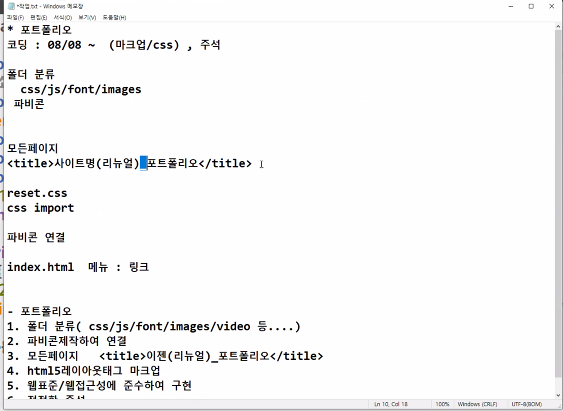 *작업.txt - Windows 메모장
파일(F) 편집(E) 서식(O) 보기(V) 도움말(H)
* 포트폴리오
코딩 : 08/08 ~ (마크업/css) , 주석
폴더 분류
css/js/font/images
파비콘
모든페이지
<title>사이트명(리뉴얼)_포트폴리오</title>
reset.css
css import
파비콘 연결
index.html 메뉴 : 링크
- 포트폴리오
1. 폴더 분류( css/js/font/images/video 등....)
2. 파비콘제작하여 연결
3. 모든페이지 <title>이젠(리뉴얼)_포트폴리오</title>
4. html5레이아웃태그 마크업
5. 웹표준/웹접근성에 준수하여 구현
Ln 10, Col 18 100% Windows (CRLF) UTF-8(BOM)